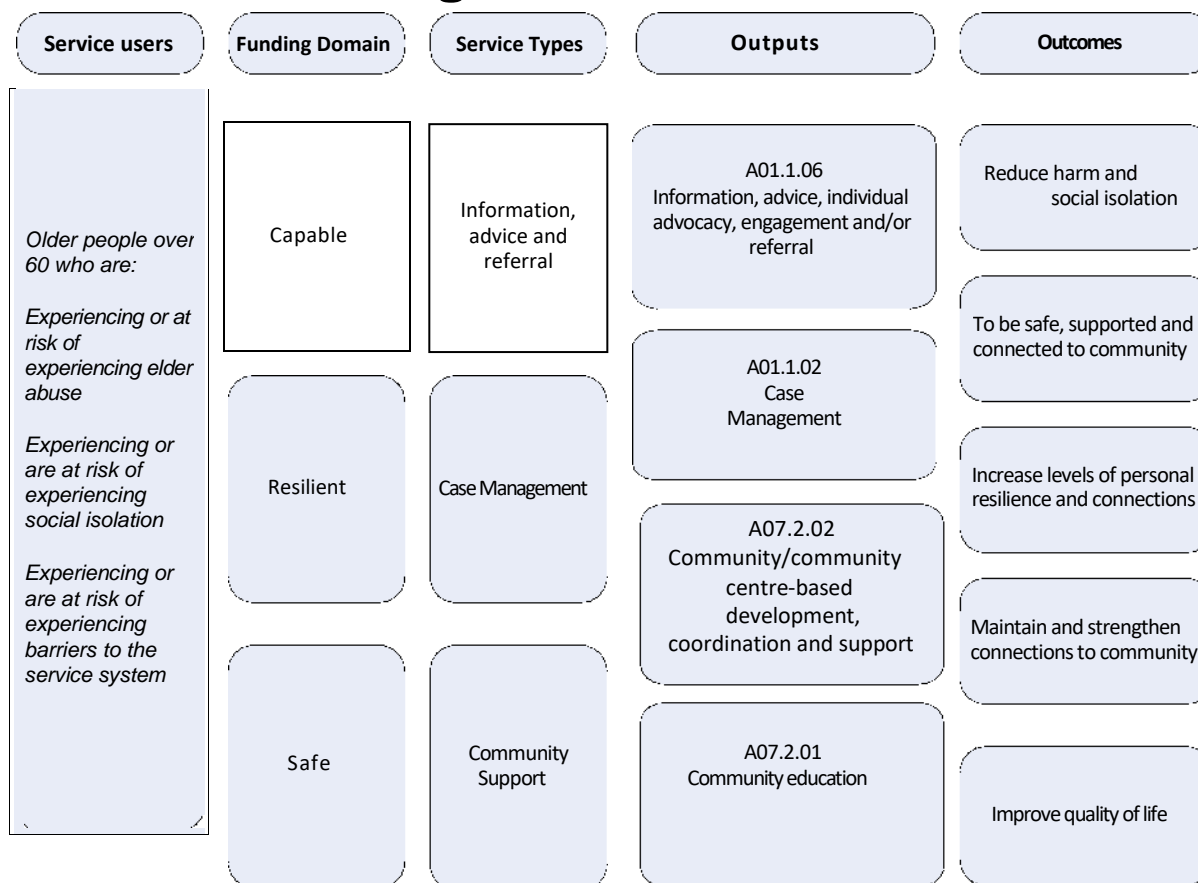 Service users
Funding Domain
Service Types
Outputs
Outcomes
Older people over
60 who are:
Experiencing or at
risk of
experiencing elder
abuse
Experiencing or
are at risk of
experiencing
social isolation
Experiencing or
are at risk of
experiencing
barriers to the
service system
Capable
Resilient
Safe
Information,
advice and
referral
Case Management
Community
Support
A01.1.06
Information, advice, individual
advocacy, engagement and/or
referral
A01.1.02
Case
Management
A07.2.02
Community/community
centre-based
development,
coordination and support
A07.2.01
Community education
Reduce harm and
social isolation
To be safe, supported and
connected to community
Increase levels of personal
resilience and connections
Maintain and strengthen
connections to community
Improve quality of life